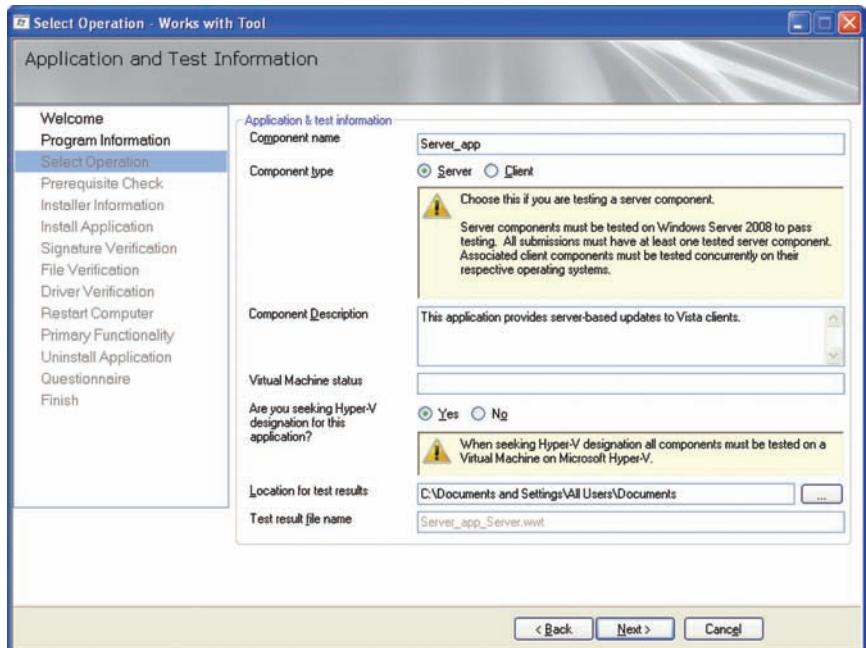 Select Operation - Works with Tool
Application and Test Information
Welcome
Program Information
Select Operation
Prerequisite Check
Installer Information
Install Application
Signature Verification
File Verification
Driver Verification
Restart Computer
Primary Functionality
Uninstall Application
Questionnaire
Finish
Application & test information
Component name
Server_app
Component type
Server
Client
Choose this if you are testing a server component.
Server components must be tested on Windows Server 2008 to pass
testing. All submissions must have at least one tested server component.
Associated client components must be tested concurrently on their
respective operating systems.
Component Description
This application provides server-based updates to Vista clients.
Virtual Machine status
Are you seeking Hyper-V
designation for this
application?
Yes
No
When seeking Hyper-V designation all components must be tested on a
Virtual Machine on Microsoft Hyper-V.
Location for test results
C:\Documents and Settings\All Users\Documents
...
Test result file name
Server_app_Server.wwt
< Back
Next >
Cancel